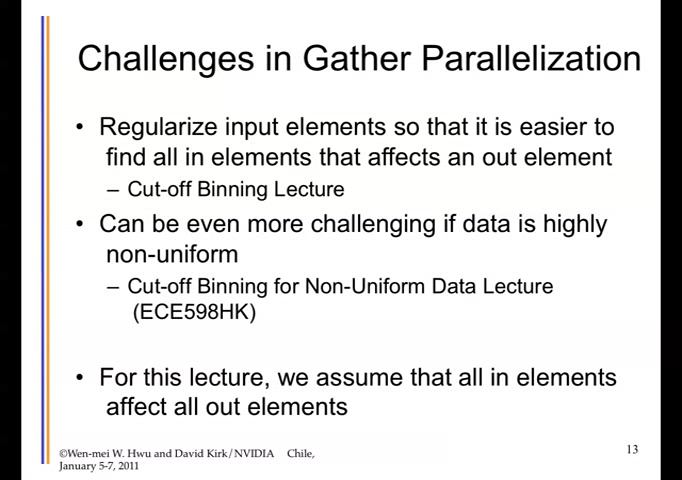 Challenges in Gather Parallelization
• Regularize input elements so that it is easier to
find all in elements that affects an out element
– Cut-off Binning Lecture
• Can be even more challenging if data is highly
non-uniform
– Cut-off Binning for Non-Uniform Data Lecture
(ECE598HK)
• For this lecture, we assume that all in elements
affect all out elements
©Wen-mei W. Hwu and David Kirk/NVIDIA Chile,
January 5-7, 2011
13